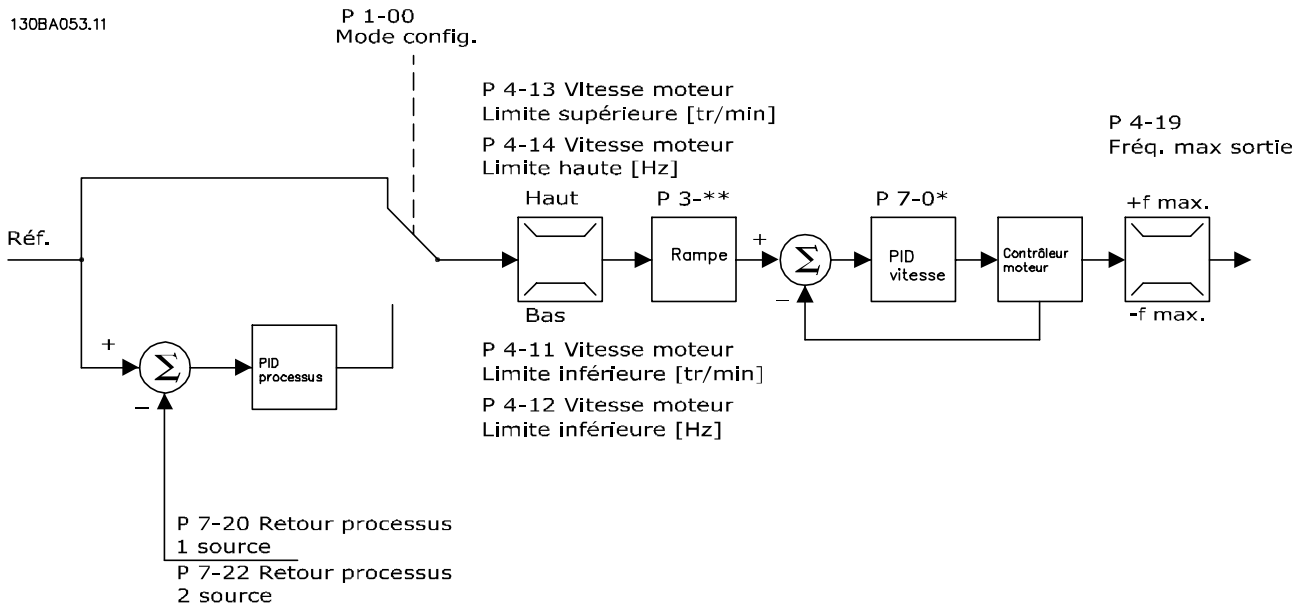 130BA053.11
P 1-00
Mode config.
P 4-13 Vitesse moteur
Limite supérieure [tr/min]
P 4-14 Vitesse moteur
Limite haute [Hz]
P 4-19
Fréq. max sortie
Haut
P 3-**
P 7-0*
+f max.
Réf.
Rampe
+
Σ
−
PID
vitesse
Contrôleur
moteur
Bas
-f max.
+
Σ
−
PID
processus
P 4-11 Vitesse moteur
Limite inférieure [tr/min]
P 4-12 Vitesse moteur
Limite inférieure [Hz]
P 7-20 Retour processus
1 source
P 7-22 Retour processus
2 source